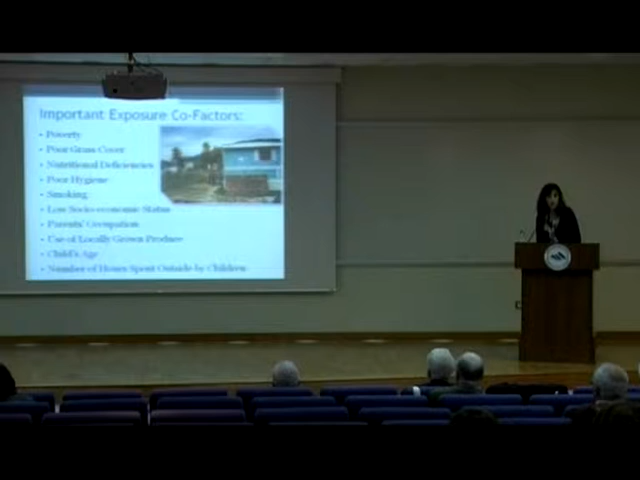 Important Exposure Co-Factors:
• Poverty
• Poor Grass Cover
• Nutritional Deficiencies
• Poor Hygiene
• Smoking
• Low Socio-economic Status
• Parents' Occupation
• Use of Locally Grown Produce
• Child's Age
• Number of Hours Spent Outside by Children